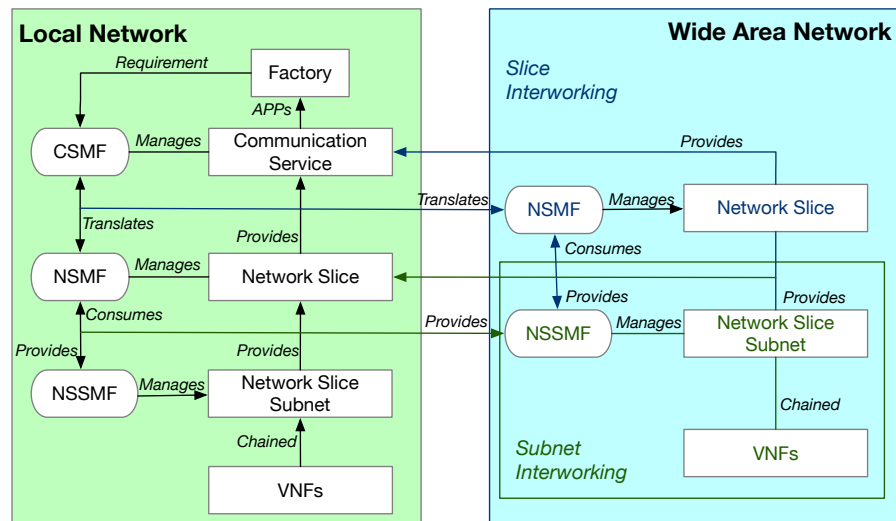 Local Network
Wide Area Network
Requirement
Factory
Slice
Interworking
APPs
CSMF
Manages
Communication
Service
Provides
Translates
NSMF
Manages
Network Slice
Translates
Provides
Consumes
NSMF
Manages
Network Slice
Provides
Provides
Consumes
Provides
NSSMF
Manages
Network Slice
Subnet
Provides
Provides
NSSMF
Manages
Network Slice
Subnet
Chained
Chained
Subnet
Interworking
VNFs
VNFs